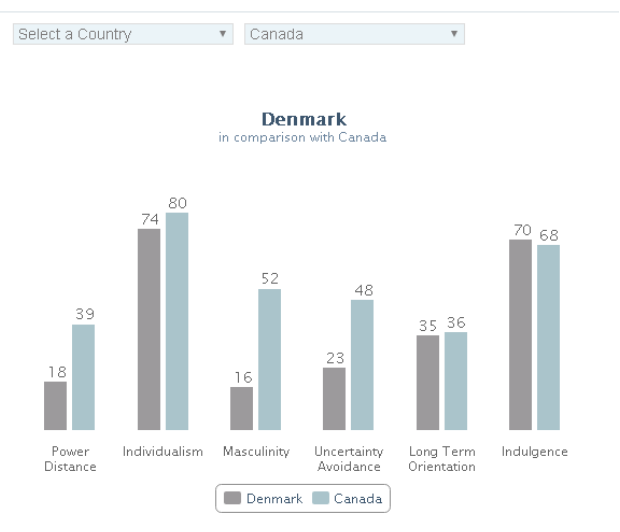 Select a Country ▼ Canada ▼
Denmark
in comparison with Canada
18 39 74 80 16 52 23 48 35 36 70 68
Power Distance
Individualism
Masculinity
Uncertainty Avoidance
Long Term Orientation
Indulgence
Denmark Canada